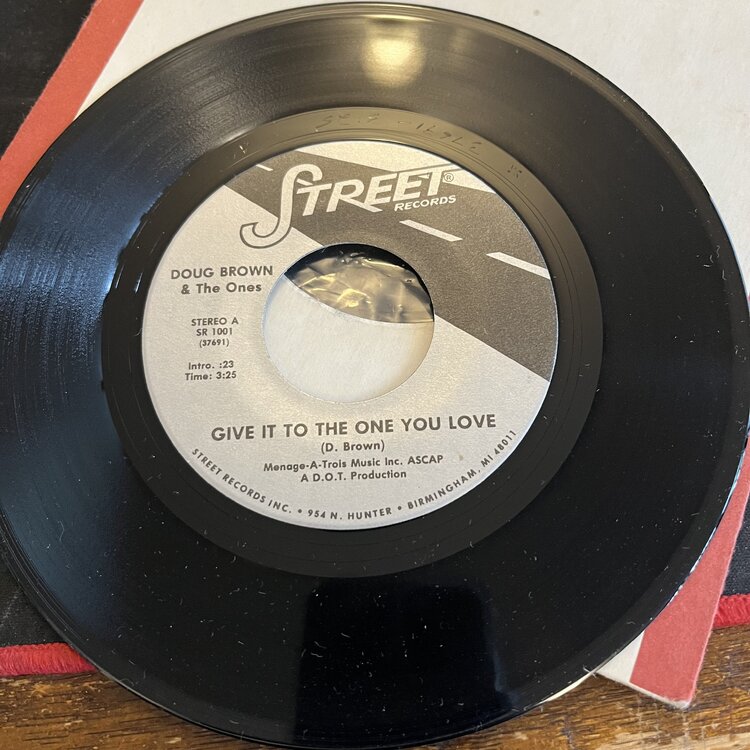 STREET®
RECORDS
DOUG BROWN
& The Ones
STEREO A
SR 1001
(37691)
Intro. :23
Time: 3:25
GIVE IT TO THE ONE YOU LOVE
(D. Brown)
Menage-A-Trois Music Inc. ASCAP
A D.O.T. Production
STREET RECORDS INC. • 954 N. HUNTER • BIRMINGHAM, MI 48011